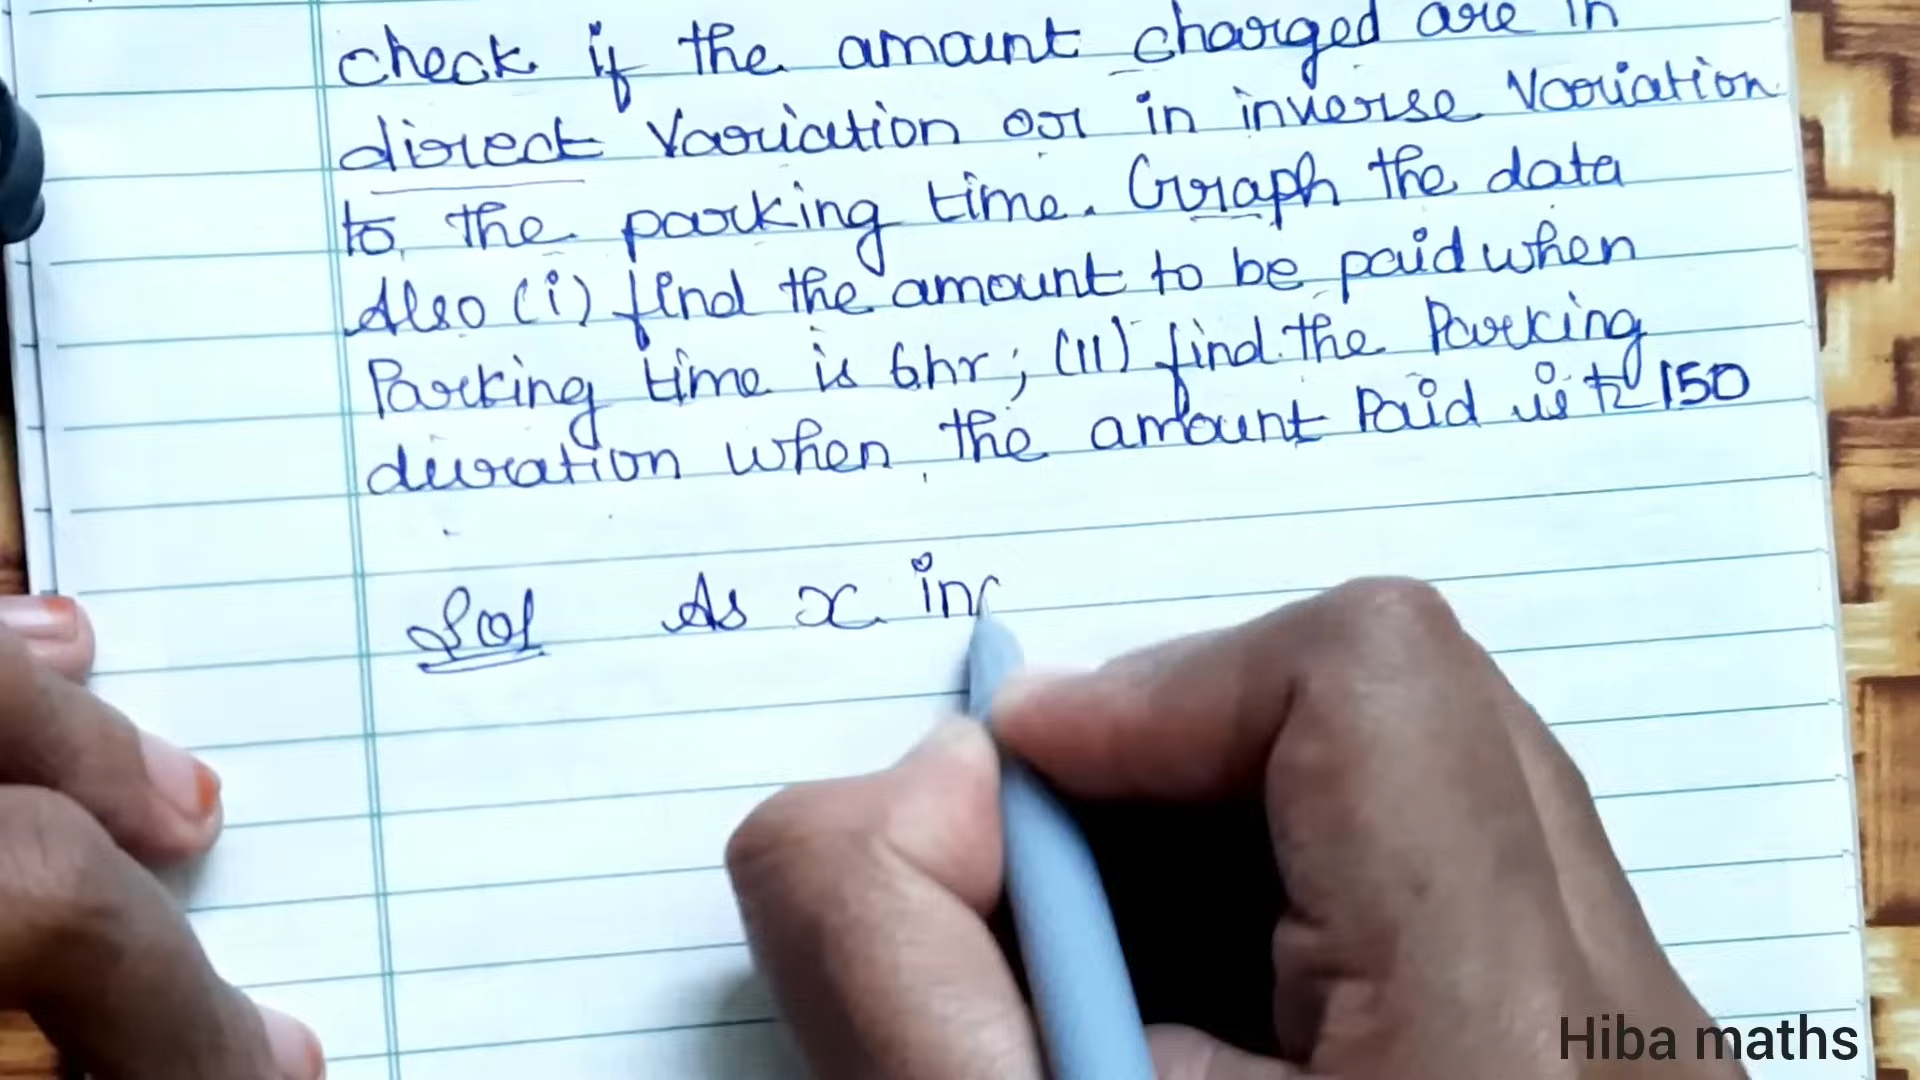 check if the amount charged are in
direct Variation or in inverse Variation
to the parking time. Graph the data
Also (i) find the amount to be paid when
Parking time is 6hr ; (II) find the Parking
duration when the amount Paid is ₹ 150
Sol As x inc
Hiba maths